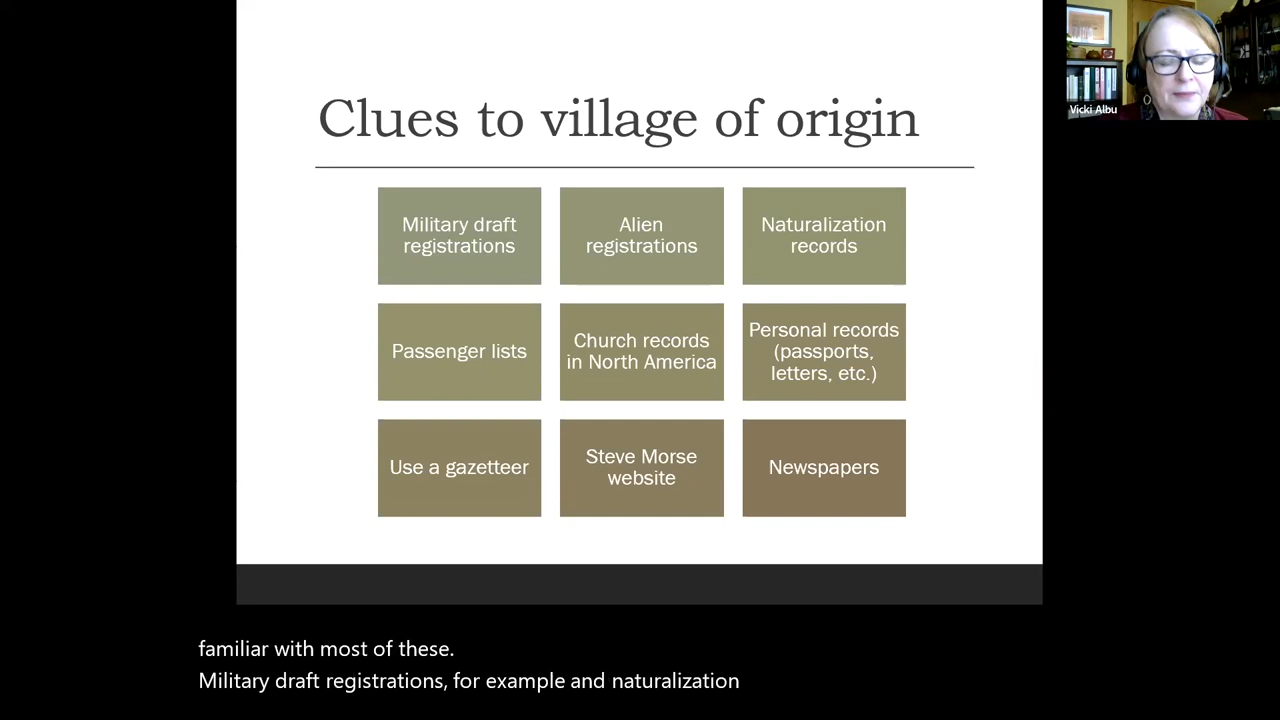 Clues to village of origin
Military draft
registrations
Alien
registrations
Naturalization
records
Passenger lists
Church records
in North America
Personal records
(passports,
letters, etc.)
Use a gazetteer
Steve Morse
website
Newspapers
Vicki Albu
familiar with most of these.
Military draft registrations, for example and naturalization